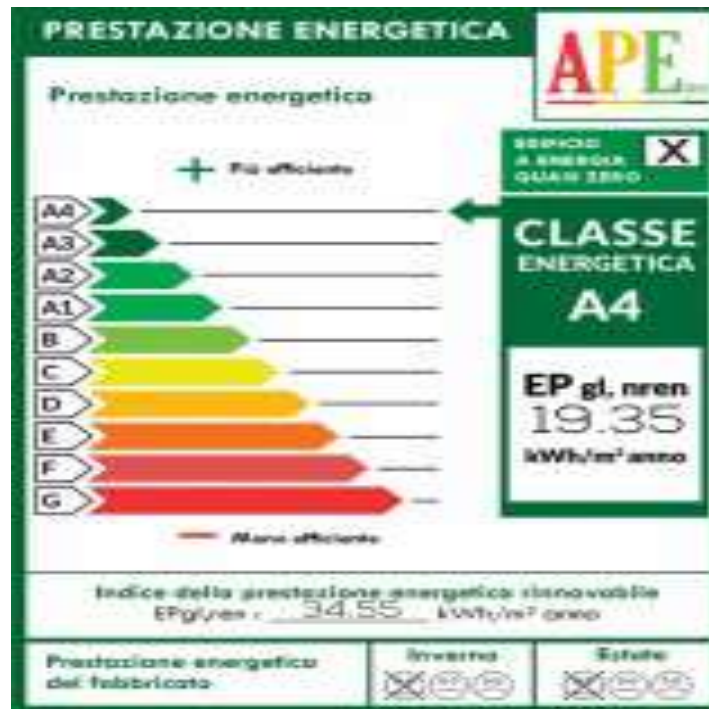 PRESTAZIONE ENERGETICA
APE
Prestazione energetica
EDIFICIO
A ENERGIA
QUASI ZERO
X
+ Più efficiente
A4
A3
A2
A1
B
C
D
E
F
G
CLASSE
ENERGETICA
A4
EP gl, nren
19.35
kWh/m² anno
— Meno efficiente
Indice della prestazione energetica rinnovabile
EPgl,ren : 34.55 kWh/m² anno
Prestazione energetica
del fabbricato
Inverno
Estate